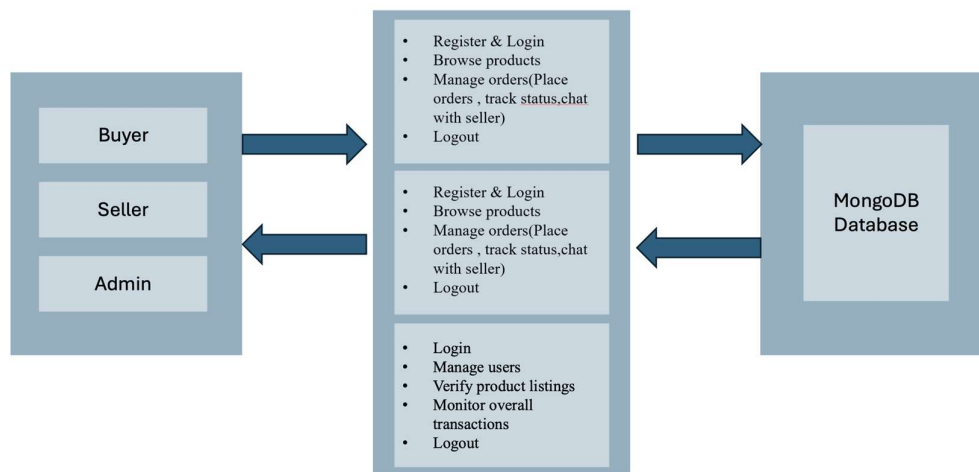 Buyer
Seller
Admin
• Register & Login
• Browse products
• Manage orders(Place
orders , track status,chat
with seller)
• Logout
• Register & Login
• Browse products
• Manage orders(Place
orders , track status,chat
with seller)
• Logout
• Login
• Manage users
• Verify product listings
• Monitor overall
transactions
• Logout
MongoDB
Database